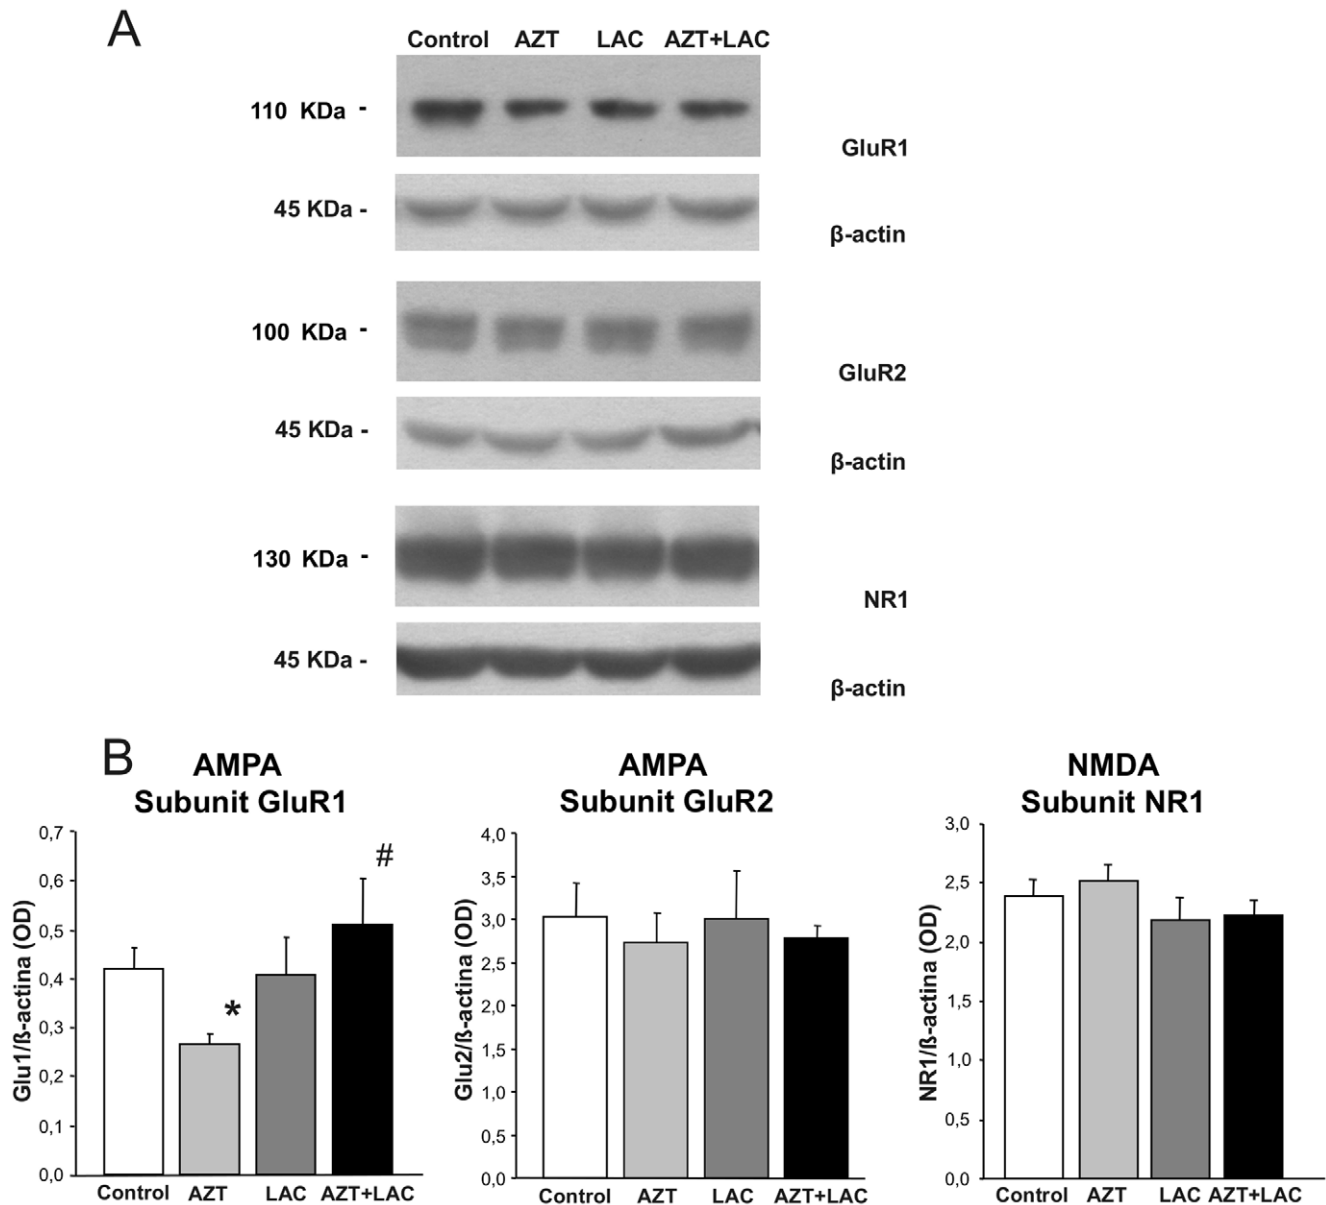 A
Control AZT LAC AZT+LAC
110 KDa -
GluR1
45 KDa -
ß-actin
100 KDa -
GluR2
45 KDa -
ß-actin
130 KDa -
NR1
45 KDa -
ß-actin
B
AMPA
Subunit GluR1
Glu1/ß-actina (OD)
0,7
0,6
0,5
0,4
0,3
0,2
0,1
0,0
*
#
Control AZT LAC AZT+LAC
AMPA
Subunit GluR2
Glu2/ß-actina (OD)
4,0
3,5
3,0
2,5
2,0
1,5
1,0
0,5
0,0
Control AZT LAC AZT+LAC
NMDA
Subunit NR1
NR1/ß-actina (OD)
3,0
2,5
2,0
1,5
1,0
0,5
0,0
Control AZT LAC AZT+LAC